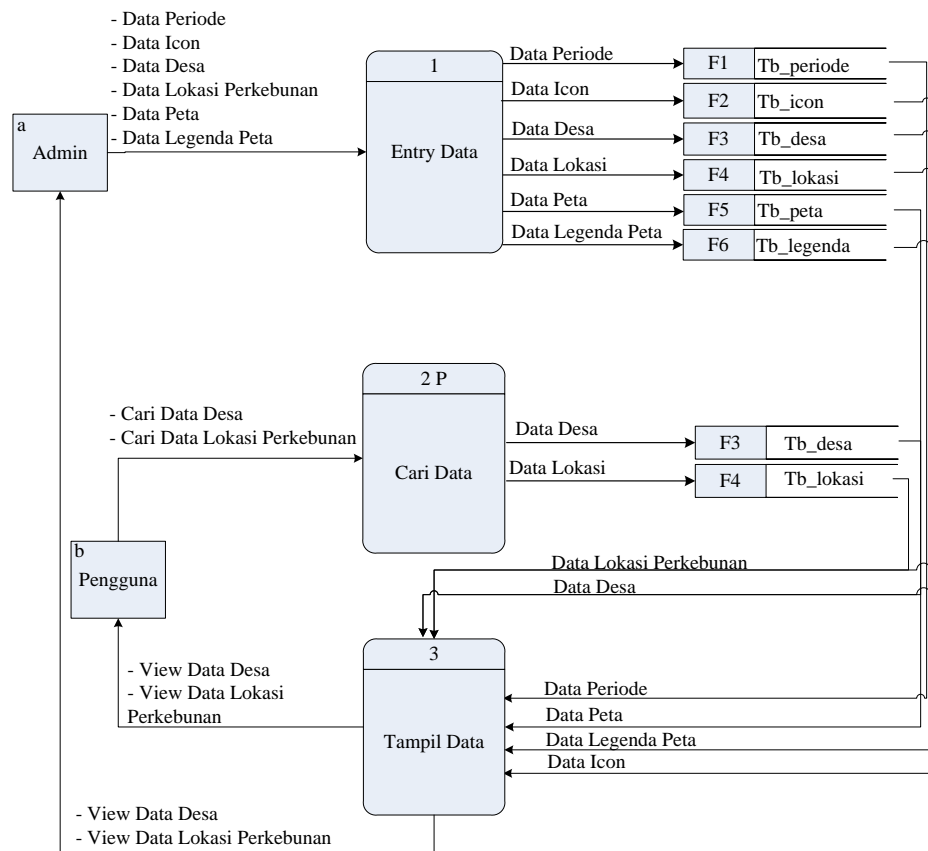 - Data Periode
- Data Icon
- Data Desa
- Data Lokasi Perkebunan
- Data Peta
- Data Legenda Peta
a
Admin
1
Entry Data
Data Periode
Data Icon
Data Desa
Data Lokasi
Data Peta
Data Legenda Peta
F1 Tb_periode
F2 Tb_icon
F3 Tb_desa
F4 Tb_lokasi
F5 Tb_peta
F6 Tb_legenda
- Cari Data Desa
- Cari Data Lokasi Perkebunan
2 P
Cari Data
Data Desa
Data Lokasi
F3 Tb_desa
F4 Tb_lokasi
b
Pengguna
Data Lokasi Perkebunan
Data Desa
- View Data Desa
- View Data Lokasi
Perkebunan
3
Tampil Data
Data Periode
Data Peta
Data Legenda Peta
Data Icon
- View Data Desa
- View Data Lokasi Perkebunan